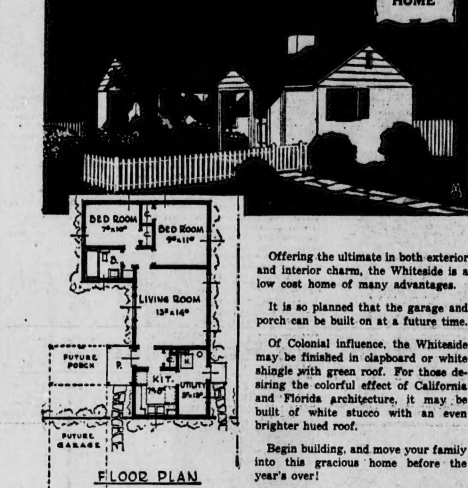 HOME
BED ROOM
7⁶x10⁰
BED ROOM
9⁰x11⁰
B.
LIVING ROOM
13⁰x14⁰
FUTURE
PORCH
P.
KIT.
UTILITY
FUTURE
GARAGE
FLOOR PLAN
Offering the ultimate in both exterior
and interior charm, the Whiteside is a
low cost home of many advantages.
It is so planned that the garage and
porch can be built on at a future time.
Of Colonial influence, the Whiteside
may be finished in clapboard or white
shingle with green roof. For those de-
siring the colorful effect of California
and Florida architecture, it may be
built of white stucco with an even
brighter hued roof.
Begin building, and move your family
into this gracious home before the
year's over!